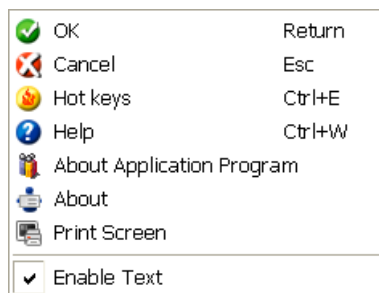 OK Return
Cancel Esc
Hot keys Ctrl+E
Help Ctrl+W
About Application Program
About
Print Screen
Enable Text